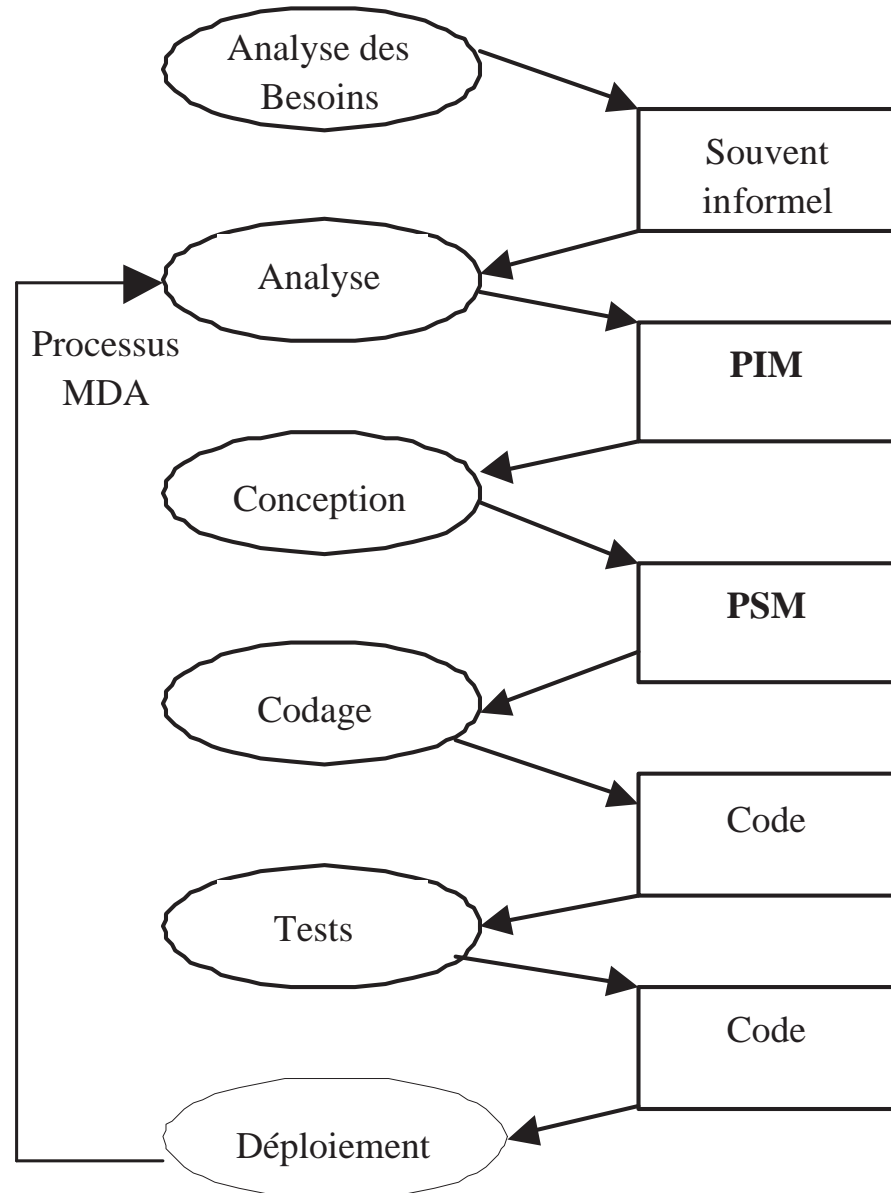 Analyse des
Besoins
Souvent
informel
Analyse
Processus
MDA
PIM
Conception
PSM
Codage
Code
Tests
Code
Déploiement